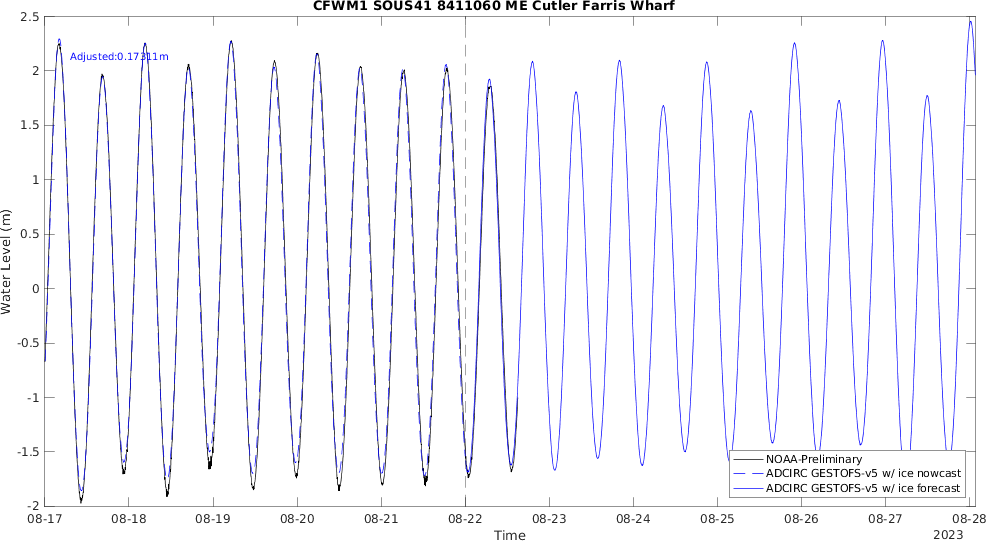 CFWM1 SOUS41 8411060 ME Cutler Farris Wharf
Adjusted:0.17311m
Water Level (m)
2.5
2
1.5
1
0.5
0
-0.5
-1
-1.5
-2
NOAA-Preliminary
ADCIRC GESTOFS-v5 w/ ice nowcast
ADCIRC GESTOFS-v5 w/ ice forecast
08-17 08-18 08-19 08-20 08-21 08-22 08-23 08-24 08-25 08-26 08-27 08-28
Time
2023